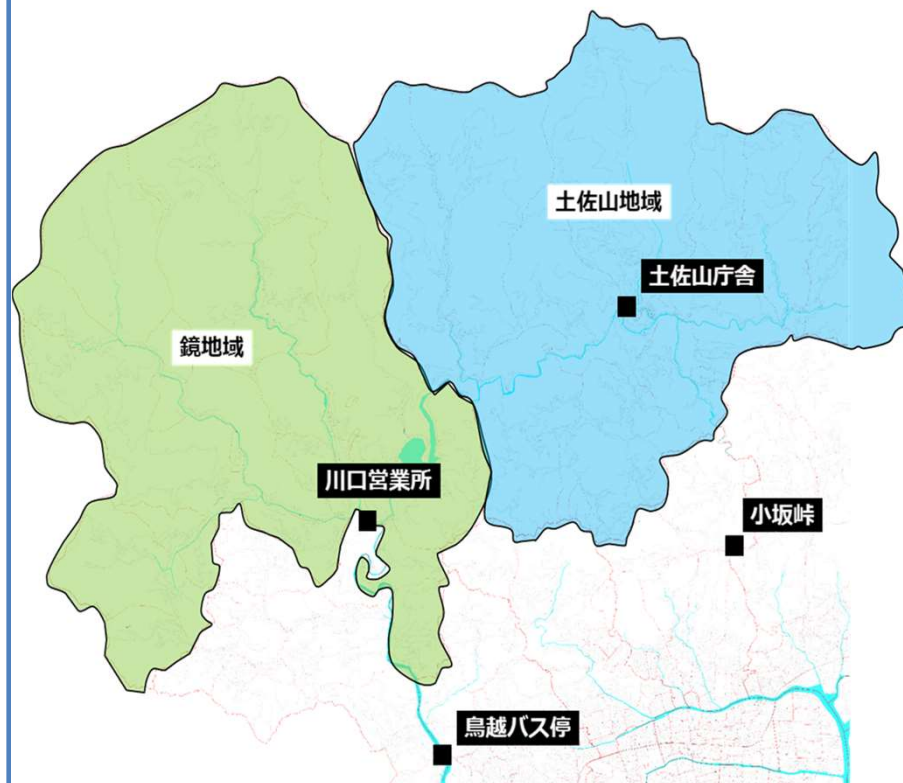 土佐山地域
土佐山庁舎
鏡地域
川口営業所
小坂峠
鳥越バス停